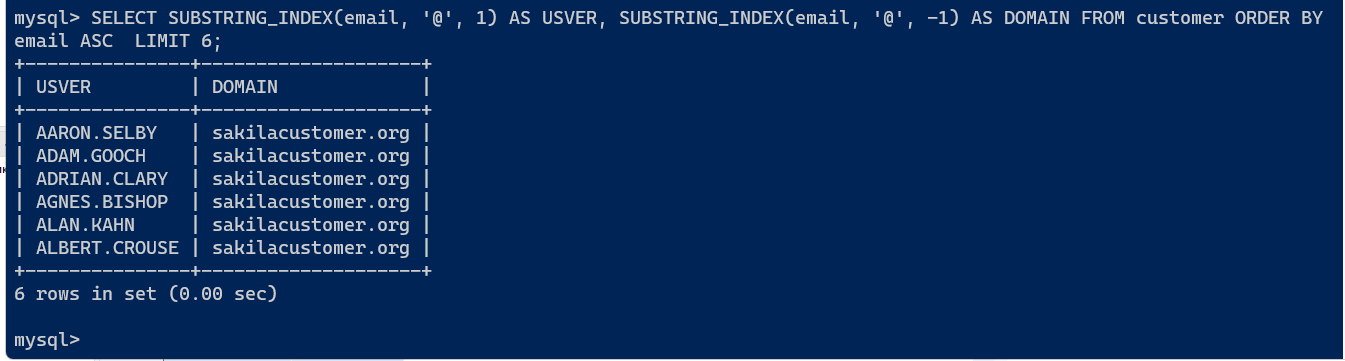 mysql> SELECT SUBSTRING_INDEX(email, '@', 1) AS USVER, SUBSTRING_INDEX(email, '@', -1) AS DOMAIN FROM customer ORDER BY
email ASC  LIMIT 6;
+---------------+--------------------+
| USVER         | DOMAIN             |
+---------------+--------------------+
| AARON.SELBY   | sakilacustomer.org |
| ADAM.GOOCH    | sakilacustomer.org |
| ADRIAN.CLARY  | sakilacustomer.org |
| AGNES.BISHOP  | sakilacustomer.org |
| ALAN.KAHN     | sakilacustomer.org |
| ALBERT.CROUSE | sakilacustomer.org |
+---------------+--------------------+
6 rows in set (0.00 sec)
mysql>